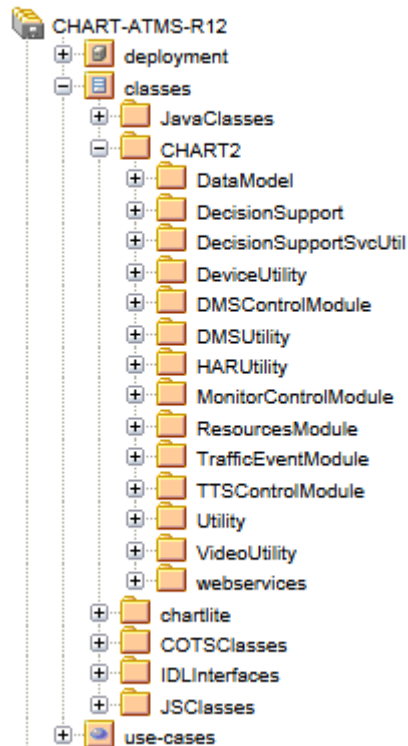 CHART-ATMS-R12
deployment
classes
JavaClasses
CHART2
DataModel
DecisionSupport
DecisionSupportSvcUtil
DeviceUtility
DMSControlModule
DMSUtility
HARUtility
MonitorControlModule
ResourcesModule
TrafficEventModule
TTSControlModule
Utility
VideoUtility
webservices
chartlite
COTSClasses
IDLInterfaces
JSClasses
use-cases